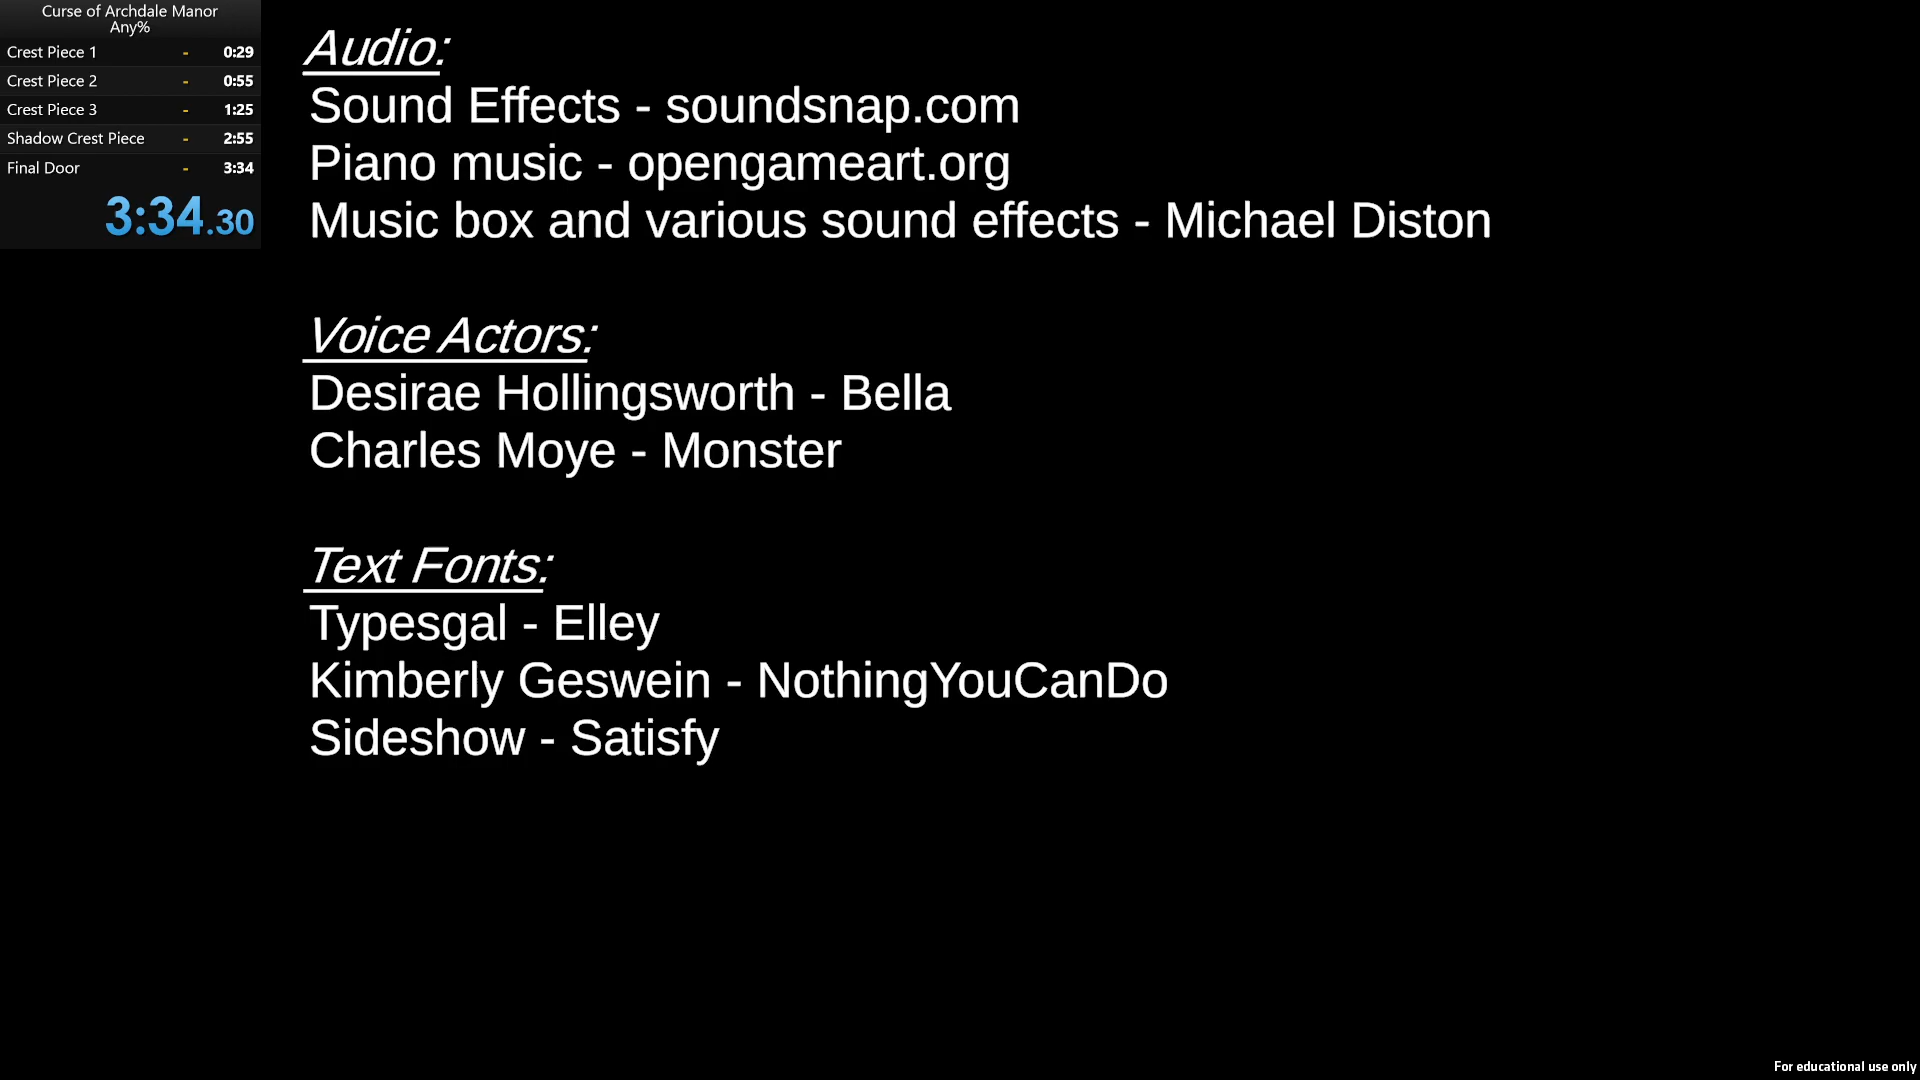 Curse of Archdale Manor
Any%
Crest Piece 1 - 0:29
Crest Piece 2 - 0:55
Crest Piece 3 - 1:25
Shadow Crest Piece - 2:55
Final Door - 3:34
3:34.30
Audio:
Sound Effects - soundsnap.com
Piano music - opengameart.org
Music box and various sound effects - Michael Diston
Voice Actors:
Desirae Hollingsworth - Bella
Charles Moye - Monster
Text Fonts:
Typesgal - Elley
Kimberly Geswein - NothingYouCanDo
Sideshow - Satisfy
For educational use only